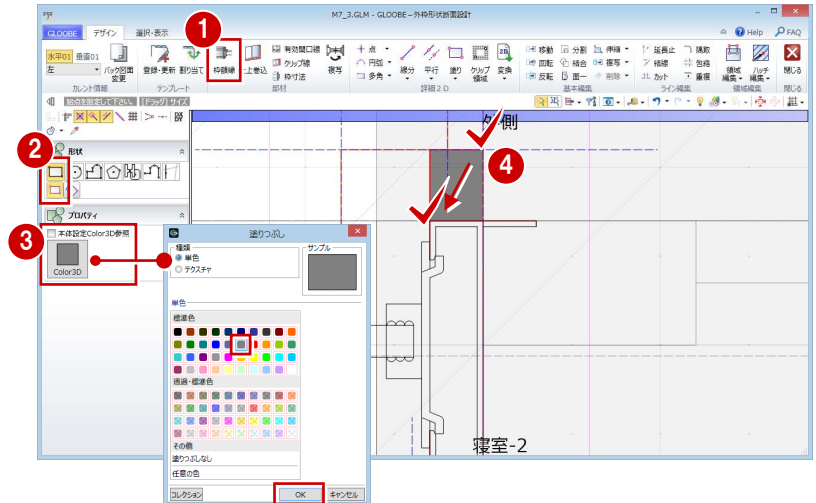 M7_3.GLM - GLOOBE－外枠形状断面設計
GLOOBE デザイン 選択・表示
Help FAQ
1
水平01 垂直01
左
バック図面変更
登録・更新 割り当て
枠額縁
上巻込
有効開口線
クリップ線
枠寸法
複写
点
円弧
多角
線分 平行 塗り クリップ領域 変換
移動 分割 伸縮
回転 結合 複写
反転 面一 削除
延長止 隅取
結線 包絡
カット 重複
領域編集 ハッチ編集
閉じる
カレント情報 テンプレート 部材 詳細2D 基本編集 ライン編集 領域編集 閉じる
始点を指定して下さい。 [ドラッグ] サイズ
外側
2
形状
4
プロパティ
3
本体設定Color3D参照
Color3D
塗りつぶし
種類
単色
テクスチャ
サンプル
単色
標準色
透過・標準色
その他
塗りつぶしなし
任意の色
コレクション OK キャンセル
寝室-2